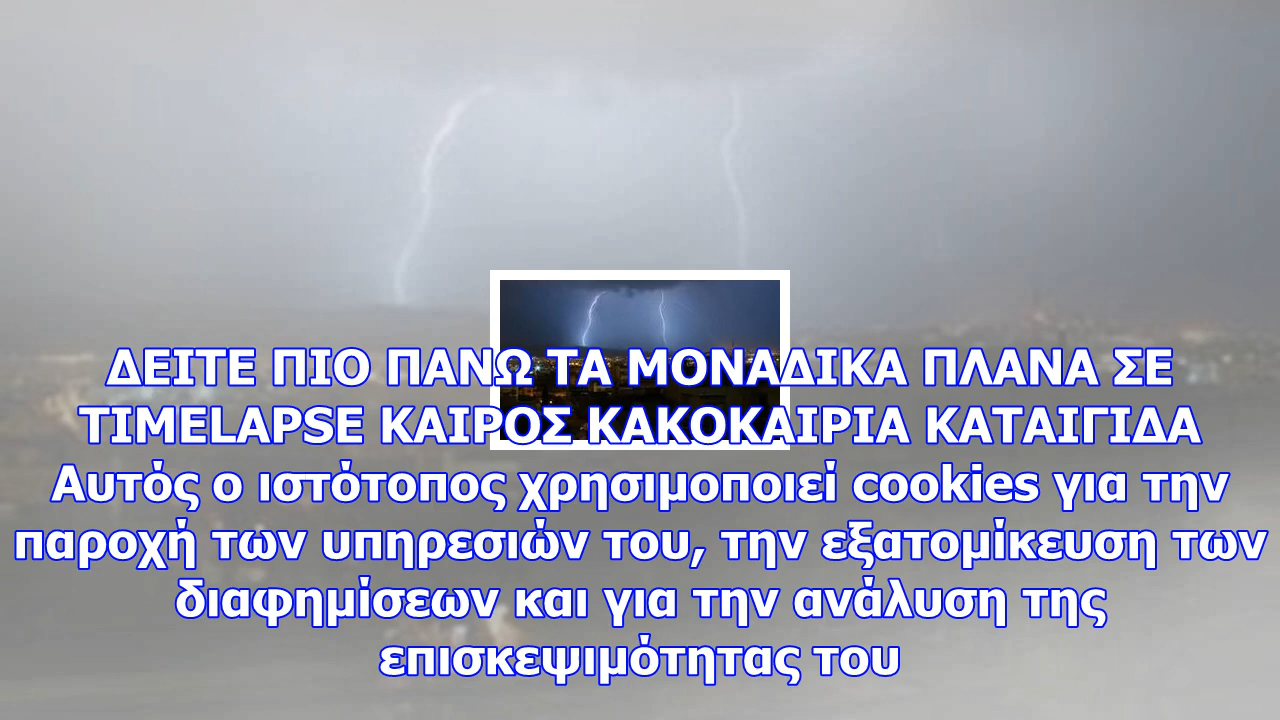 ΔΕΙΤΕ ΠΙΟ ΠΑΝΩ ΤΑ ΜΟΝΑΔΙΚΑ ΠΛΑΝΑ ΣΕ
TIMELAPSE ΚΑΙΡΟΣ ΚΑΚΟΚΑΙΡΙΑ ΚΑΤΑΙΓΙΔΑ
Αυτός ο ιστότοπος χρησιμοποιεί cookies για την
παροχή των υπηρεσιών του, την εξατομίκευση των
διαφημίσεων και για την ανάλυση της
επισκεψιμότητας του